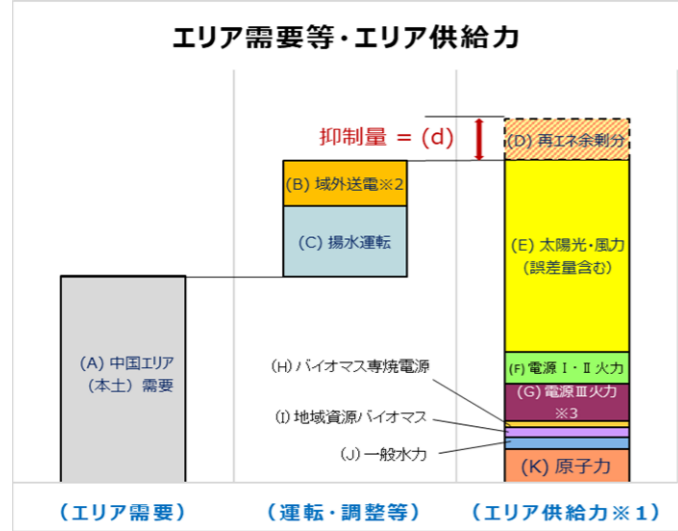 エリア需要等・エリア供給力
抑制量 = (d)
(D) 再エネ余剰分
(B) 域外送電※2
(C) 揚水運転
(E) 太陽光・風力
(誤差量含む)
(A) 中国エリア
(本土) 需要
(H) バイオマス専焼電源
(F) 電源Ⅰ・Ⅱ火力
(G) 電源Ⅲ火力
※3
(I) 地域資源バイオマス
(J) 一般水力
(K) 原子力
(エリア需要)
(運転・調整等)
(エリア供給力※1)